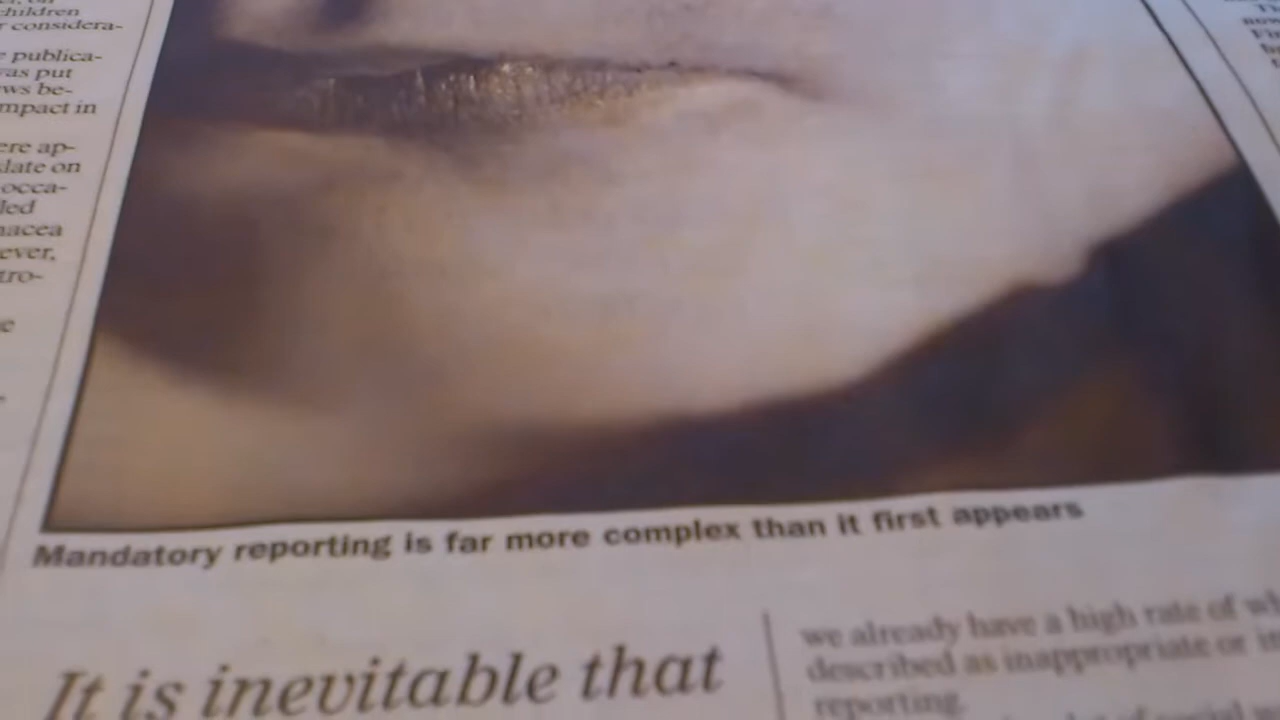 children
considera-
publica-
was put
ws be-
mpact in
ere ap-
slate on
occa-
led
nacea
ever,
tro-
Mandatory reporting is far more complex than it first appears
It is inevitable that
we already have a high rate of
described as inappropriate or
reporting.